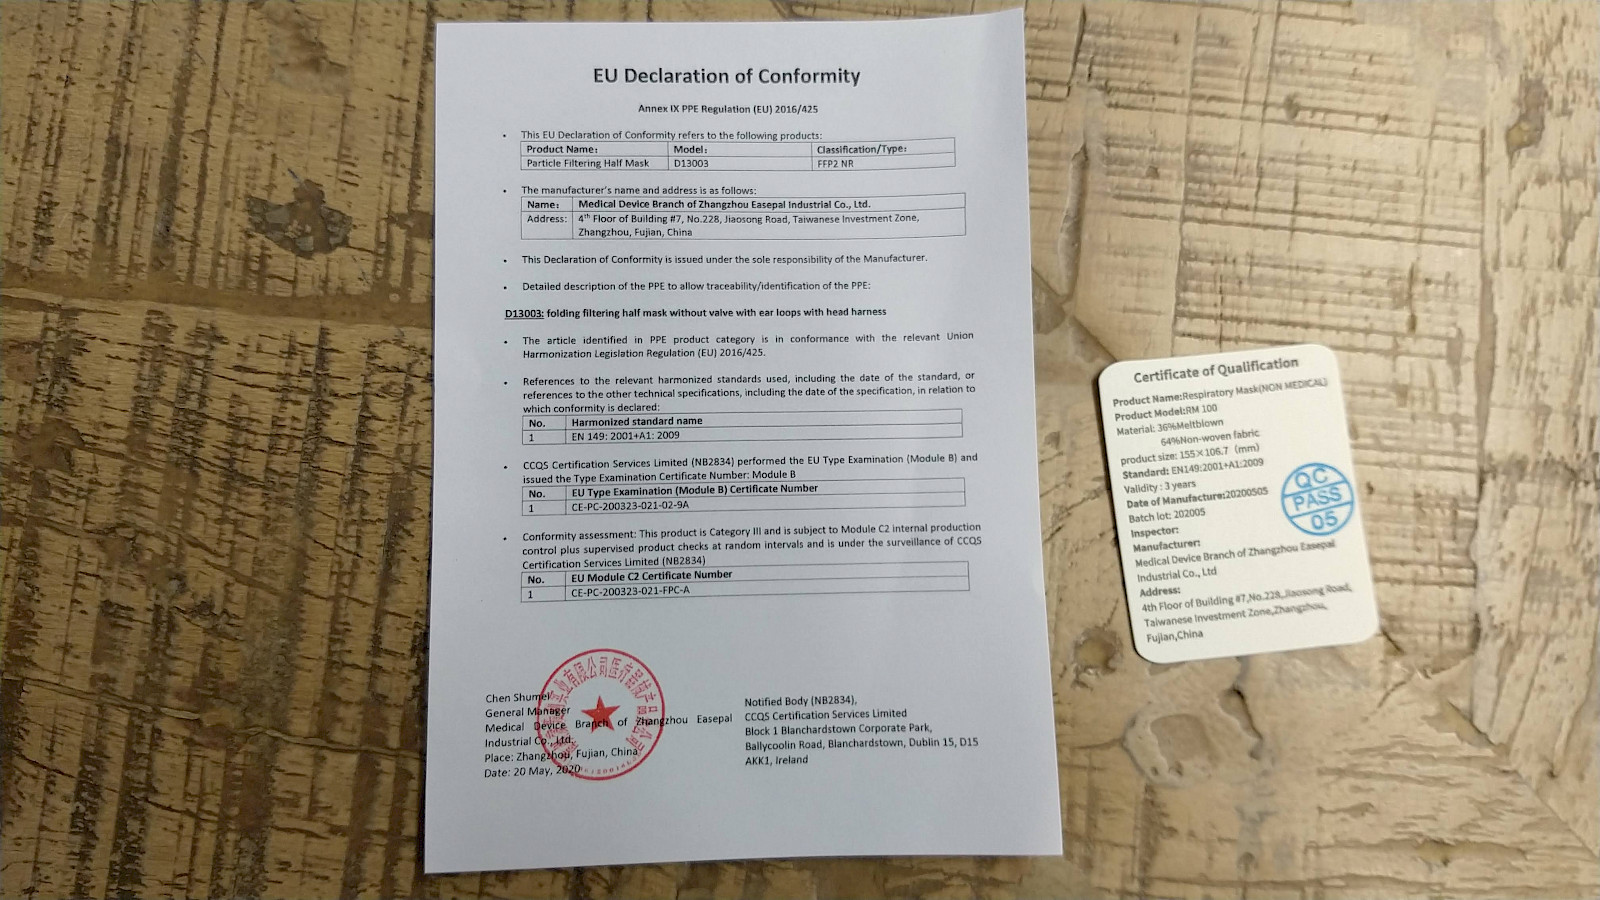 EU Declaration of Conformity
Annex IX PPE Regulation (EU) 2016/425
• This EU Declaration of Conformity refers to the following products:
Product Name: Model: Classification/Type:
Particle Filtering Half Mask D13003 FFP2 NR
• The manufacturer's name and address is as follows:
Name: Medical Device Branch of Zhangzhou Easepal Industrial Co., Ltd.
Address: 4th Floor of Building #7, No.228, Jiaosong Road, Taiwanese Investment Zone,
Zhangzhou, Fujian, China
• This Declaration of Conformity is issued under the sole responsibility of the Manufacturer.
• Detailed description of the PPE to allow traceability/identification of the PPE:
D13003: folding filtering half mask without valve with ear loops with head harness
• The article identified in PPE product category is in conformance with the relevant Union
Harmonization Legislation Regulation (EU) 2016/425.
• References to the relevant harmonized standards used, including the date of the standard, or
references to the other technical specifications, including the date of the specification, in relation to
which conformity is declared:
No. Harmonized standard name
1 EN 149: 2001+A1: 2009
• CCQS Certification Services Limited (NB2834) performed the EU Type Examination (Module B) and
issued the Type Examination Certificate Number: Module B
No. EU Type Examination (Module B) Certificate Number
1 CE-PC-200323-021-02-9A
• Conformity assessment: This product is Category III and is subject to Module C2 internal production
control plus supervised product checks at random intervals and is under the surveillance of CCQS
Certification Services Limited (NB2834)
No. EU Module C2 Certificate Number
1 CE-PC-200323-021-FPC-A
Chen Shumei
General Manager
Medical Device Branch of Zhangzhou Easepal
Industrial Co., Ltd.
Place: Zhangzhou, Fujian, China
Date: 20 May, 2020
Notified Body (NB2834),
CCQS Certification Services Limited
Block 1 Blanchardstown Corporate Park,
Ballycoolin Road, Blanchardstown, Dublin 15, D15
AKK1, Ireland
Certificate of Qualification
Product Name:Respiratory Mask(NON MEDICAL)
Product Model:RM 100
Material: 36%Meltblown
64%Non-woven fabric
product size: 155×106.7 (mm)
Standard: EN149:2001+A1:2009
Validity : 3 years
Date of Manufacture:20200505
Batch lot: 202005
Inspector:
Manufacturer:
Medical Device Branch of Zhangzhou Easepal
Industrial Co., Ltd
Address:
4th Floor of Building #7,No.228,Jiaosong Road,
Taiwanese Investment Zone,Zhangzhou,
Fujian,China
QC
PASS
05